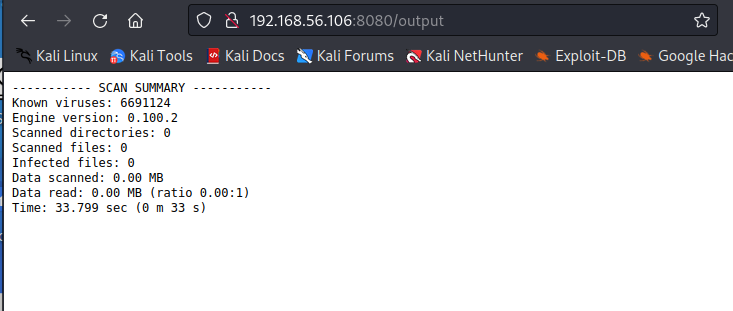 192.168.56.106:8080/output
Kali Linux Kali Tools Kali Docs Kali Forums Kali NetHunter Exploit-DB Google Hac
----------- SCAN SUMMARY -----------
Known viruses: 6691124
Engine version: 0.100.2
Scanned directories: 0
Scanned files: 0
Infected files: 0
Data scanned: 0.00 MB
Data read: 0.00 MB (ratio 0.00:1)
Time: 33.799 sec (0 m 33 s)